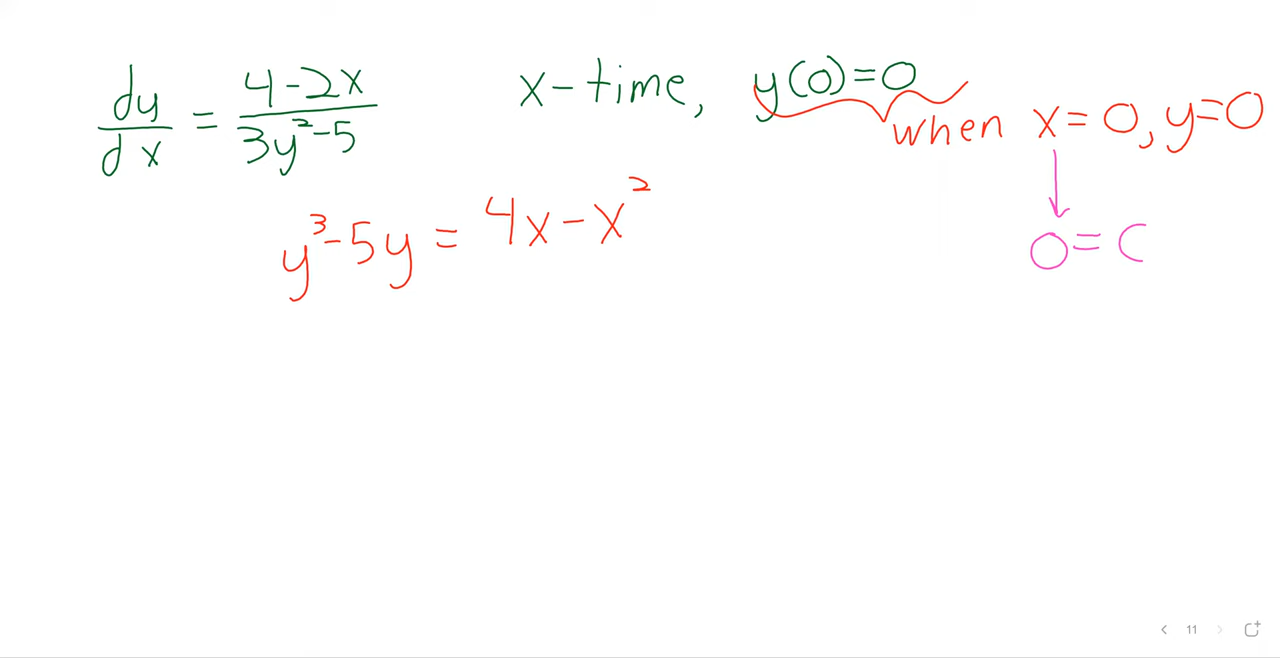 dy/dx = (4-2x)/(3y²-5) x-time, y(0)=0
when x=0, y=0
y³-5y = 4x-x²
0=C
< 11 >